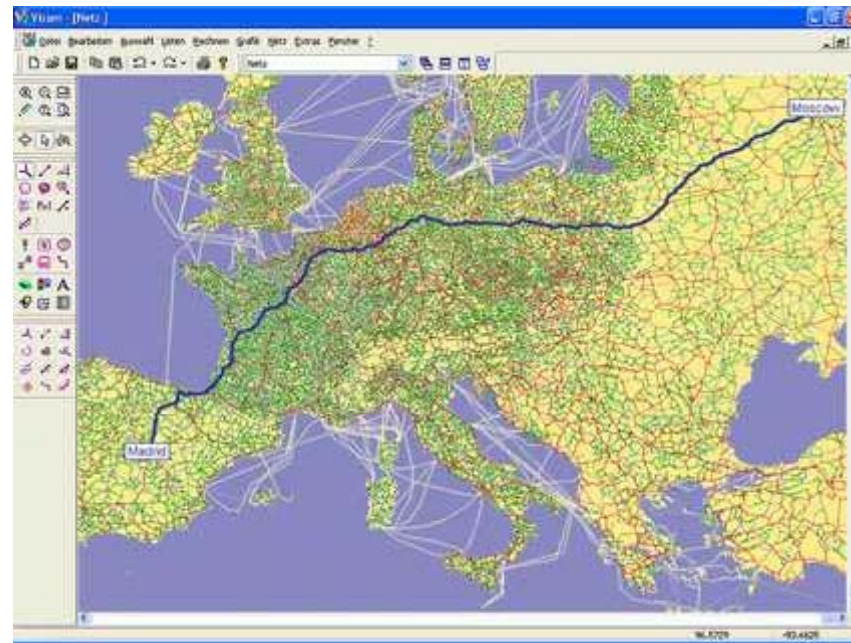 Visum - [Netz]
Datei Bearbeiten Auswahl Listen Rechnen Grafik Netz Extras Fenster ?
Netz
Moscow
Madrid